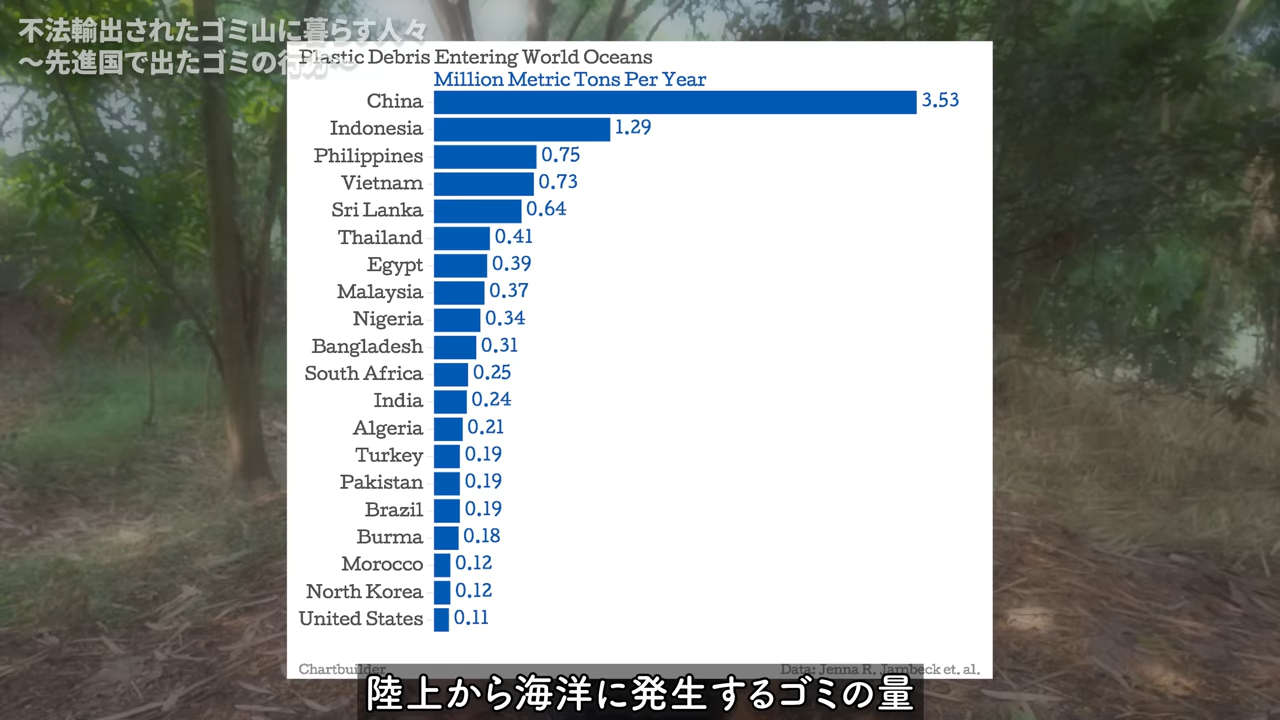 不法輸出されたゴミ山に暮らす人々
～先進国で出たゴミの行方～
Plastic Debris Entering World Oceans
Million Metric Tons Per Year
China 3.53
Indonesia 1.29
Philippines 0.75
Vietnam 0.73
Sri Lanka 0.64
Thailand 0.41
Egypt 0.39
Malaysia 0.37
Nigeria 0.34
Bangladesh 0.31
South Africa 0.25
India 0.24
Algeria 0.21
Turkey 0.19
Pakistan 0.19
Brazil 0.19
Burma 0.18
Morocco 0.12
North Korea 0.12
United States 0.11
Chartbuilder Data: Jenna R. Jambeck et. al.
陸上から海洋に発生するゴミの量